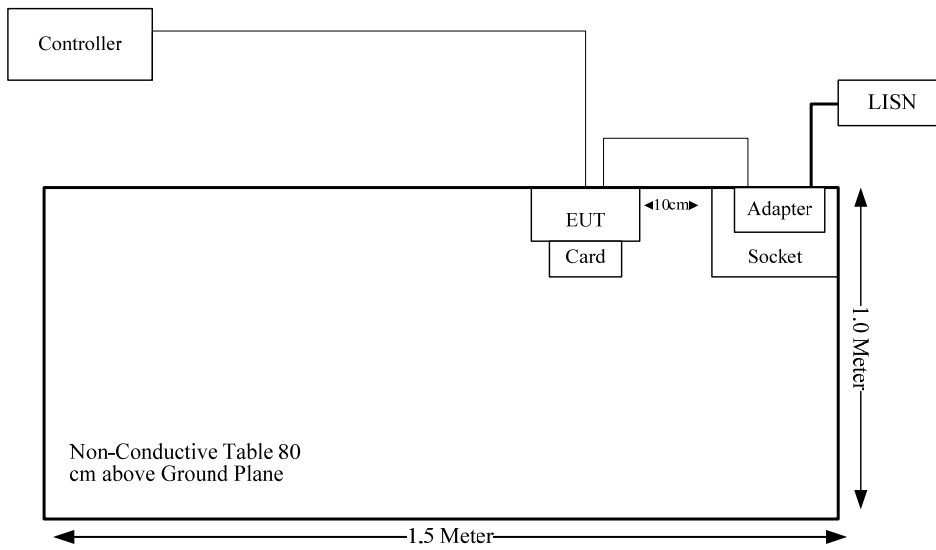 Controller
LISN
10cm
Adapter
EUT
Card
Socket
1.0 Meter
Non-Conductive Table 80
cm above Ground Plane
1.5 Meter